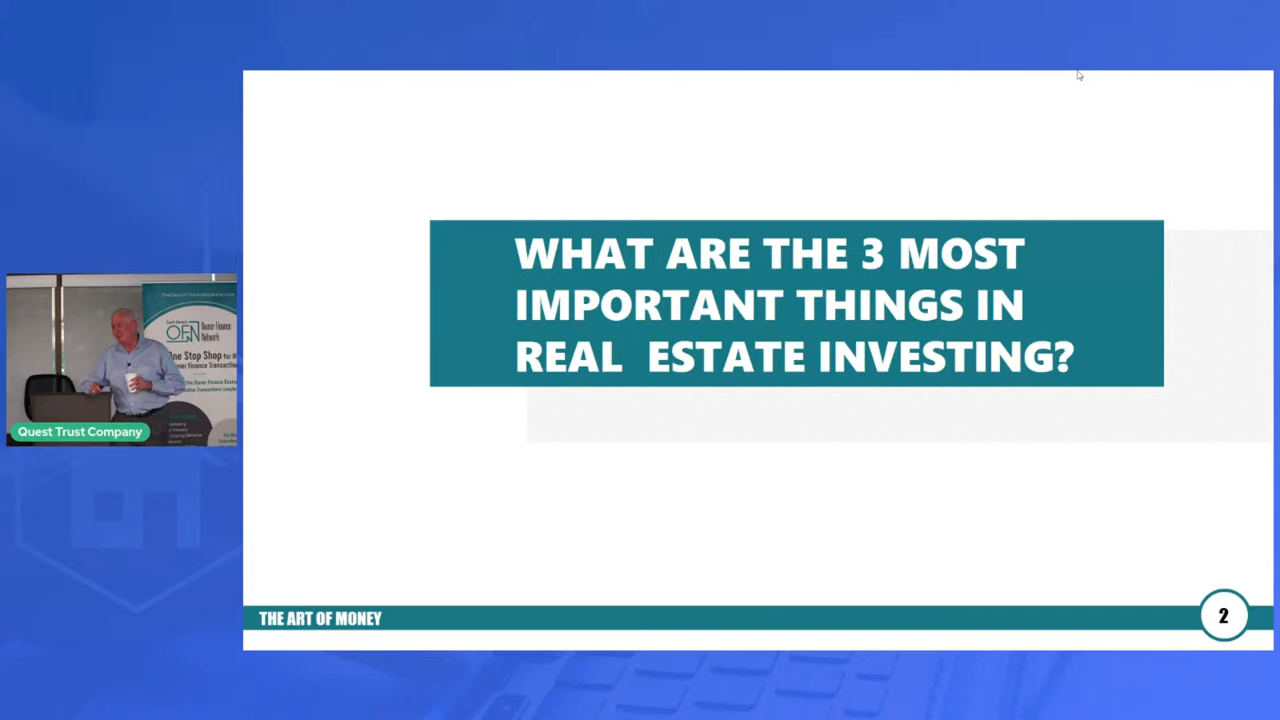 WHAT ARE THE 3 MOST
IMPORTANT THINGS IN
REAL ESTATE INVESTING?
Owner Finance
Network
OFN
One Stop Shop for
Owner Finance Transaction
Quest Trust Company
THE ART OF MONEY
2